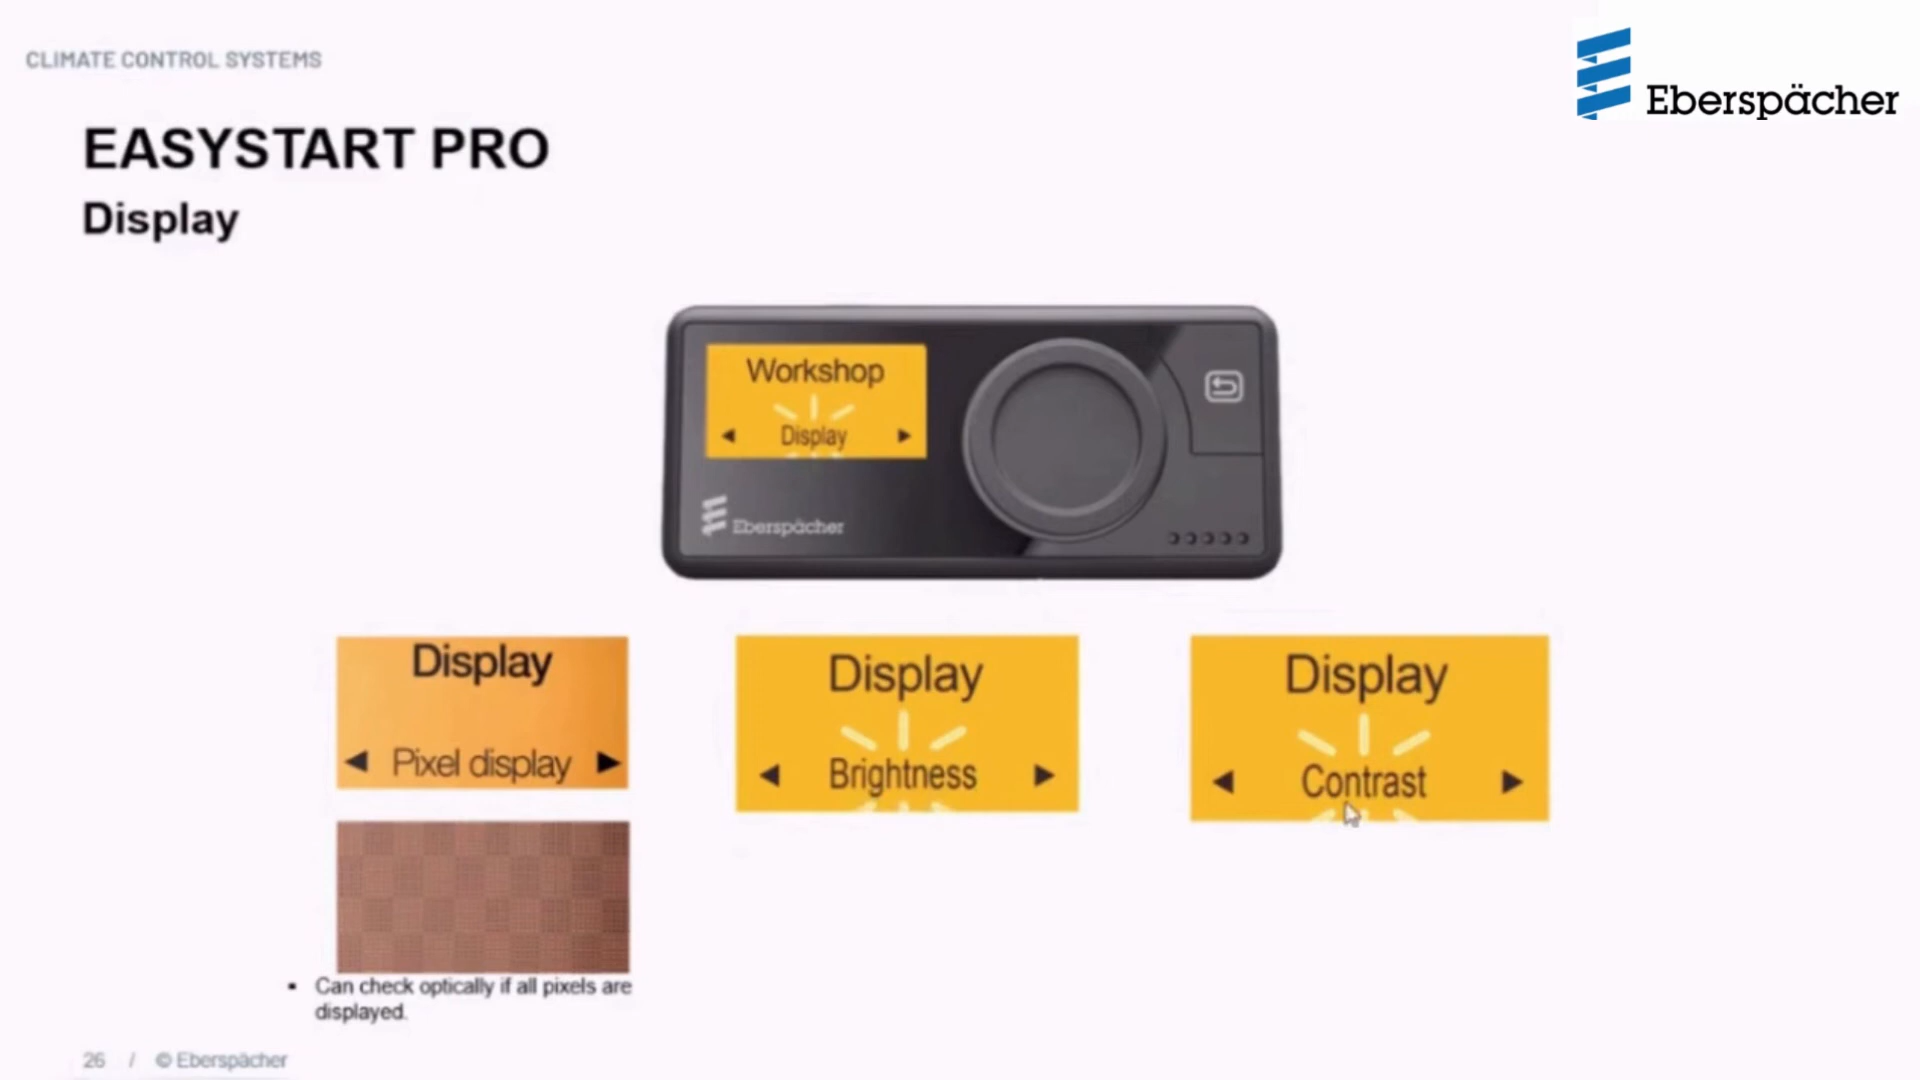 CLIMATE CONTROL SYSTEMS
Eberspächer
EASYSTART PRO
Display
Workshop
Display
Eberspächer
Display
Pixel display
Display
Brightness
Display
Contrast
Can check optically if all pixels are
displayed.
26 / © Eberspächer